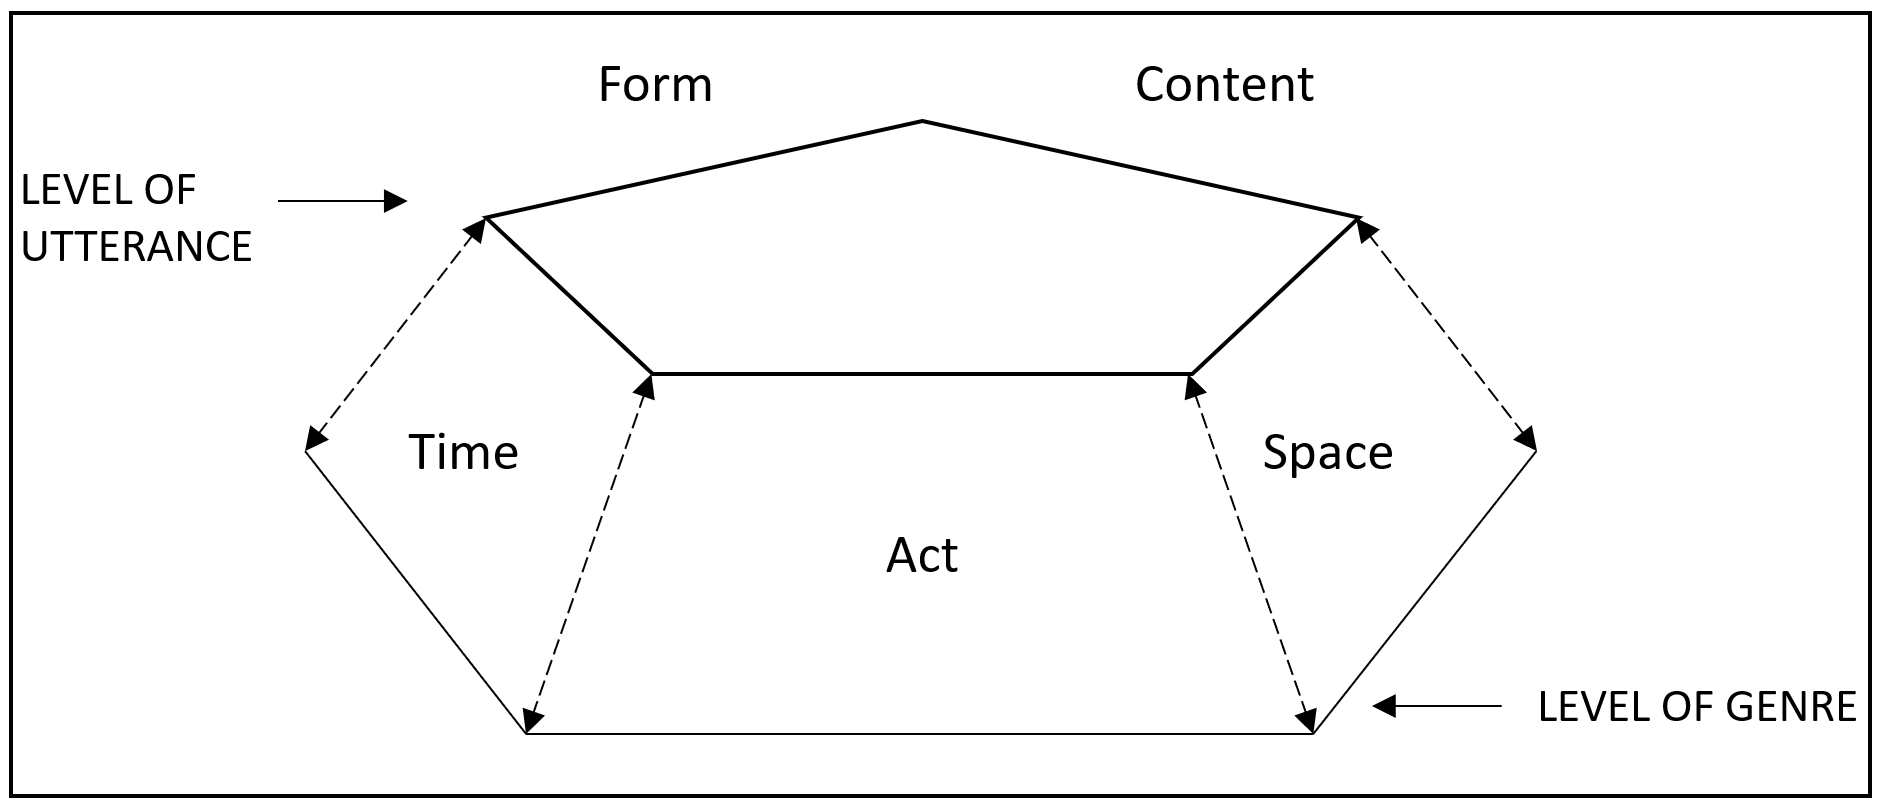 Form
Content
LEVEL OF
UTTERANCE
Time
Space
Act
LEVEL OF GENRE